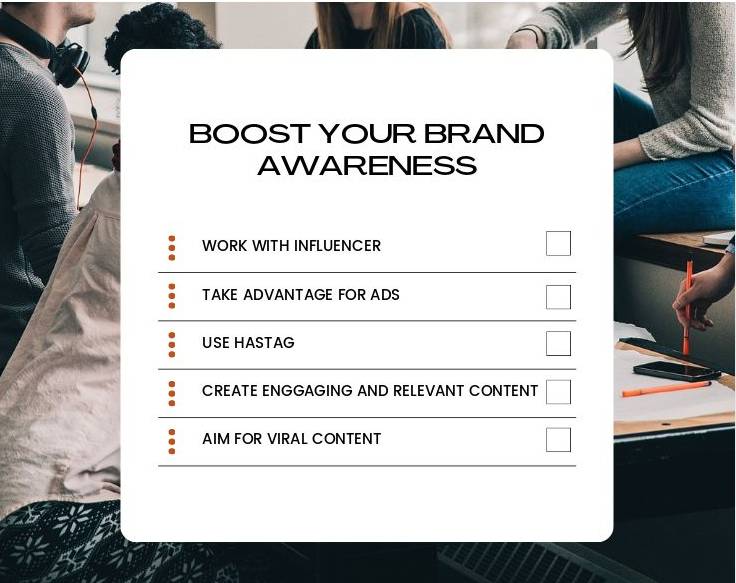 BOOST YOUR BRAND
AWARENESS
WORK WITH INFLUENCER
TAKE ADVANTAGE FOR ADS
USE HASTAG
CREATE ENGGAGING AND RELEVANT CONTENT
AIM FOR VIRAL CONTENT